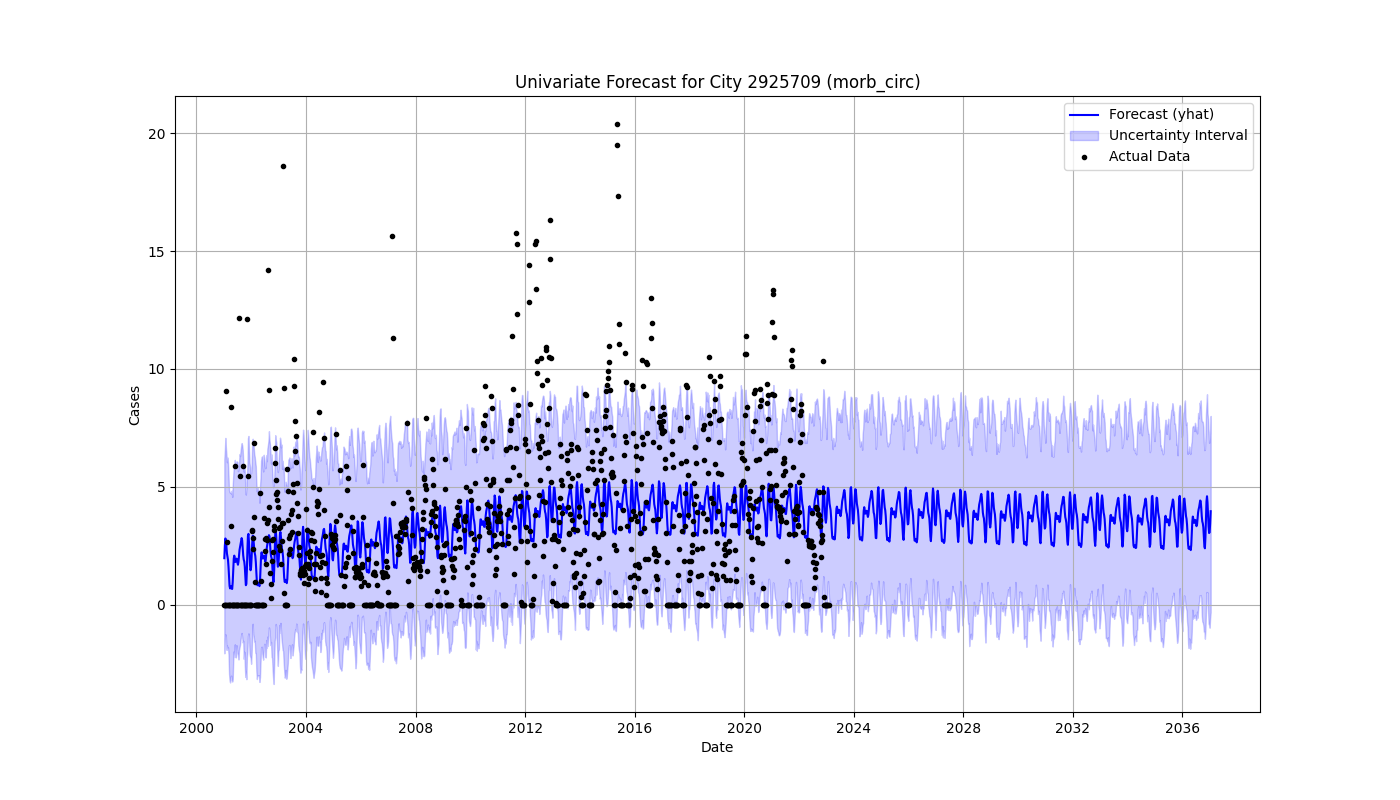 Univariate Forecast for City 2925709 (morb_circ)
Forecast (yhat)
Uncertainty Interval
Actual Data
Cases
20
15
10
5
0
2000 2004 2008 2012 2016 2020 2024 2028 2032 2036
Date